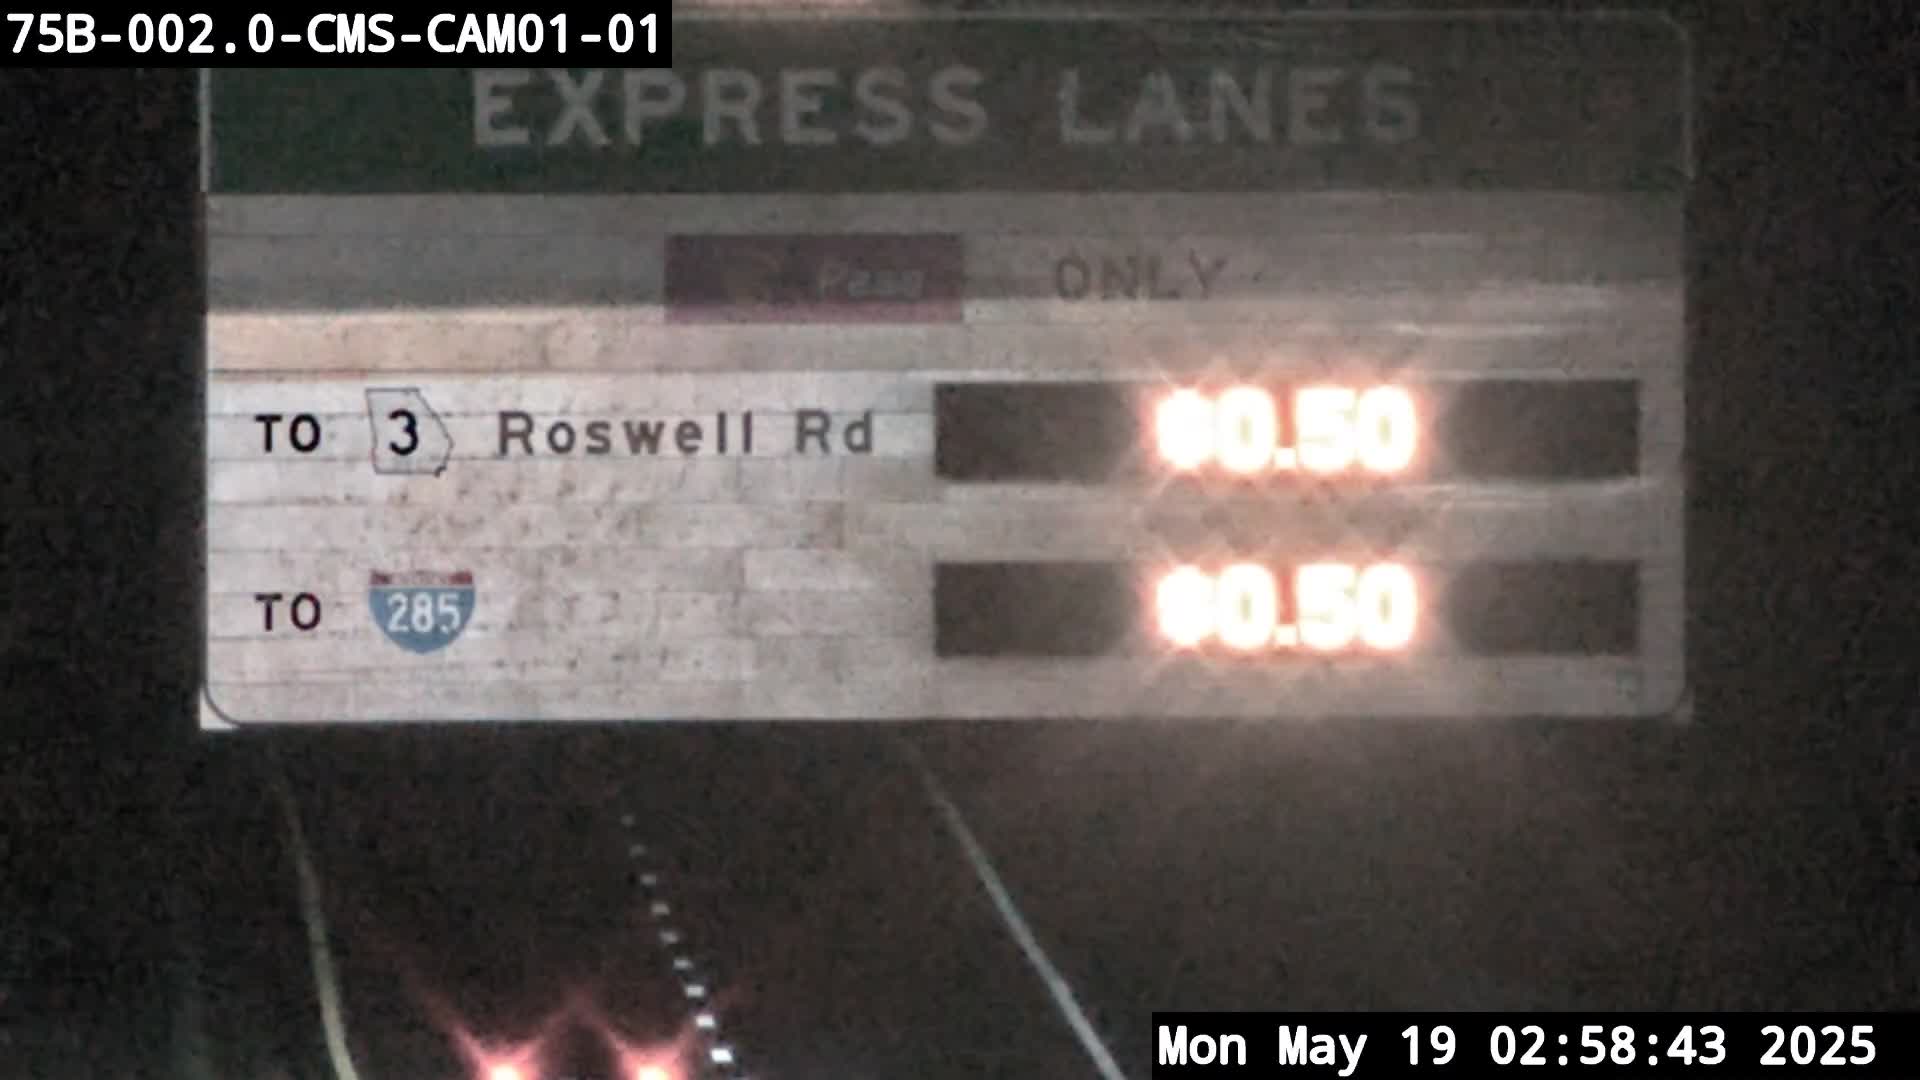 75B-002.0-CMS-CAM01-01
EXPRESS LANES
Pass ONLY
TO 3 Roswell Rd $0.50
TO 285 $0.50
Mon May 19 02:58:43 2025